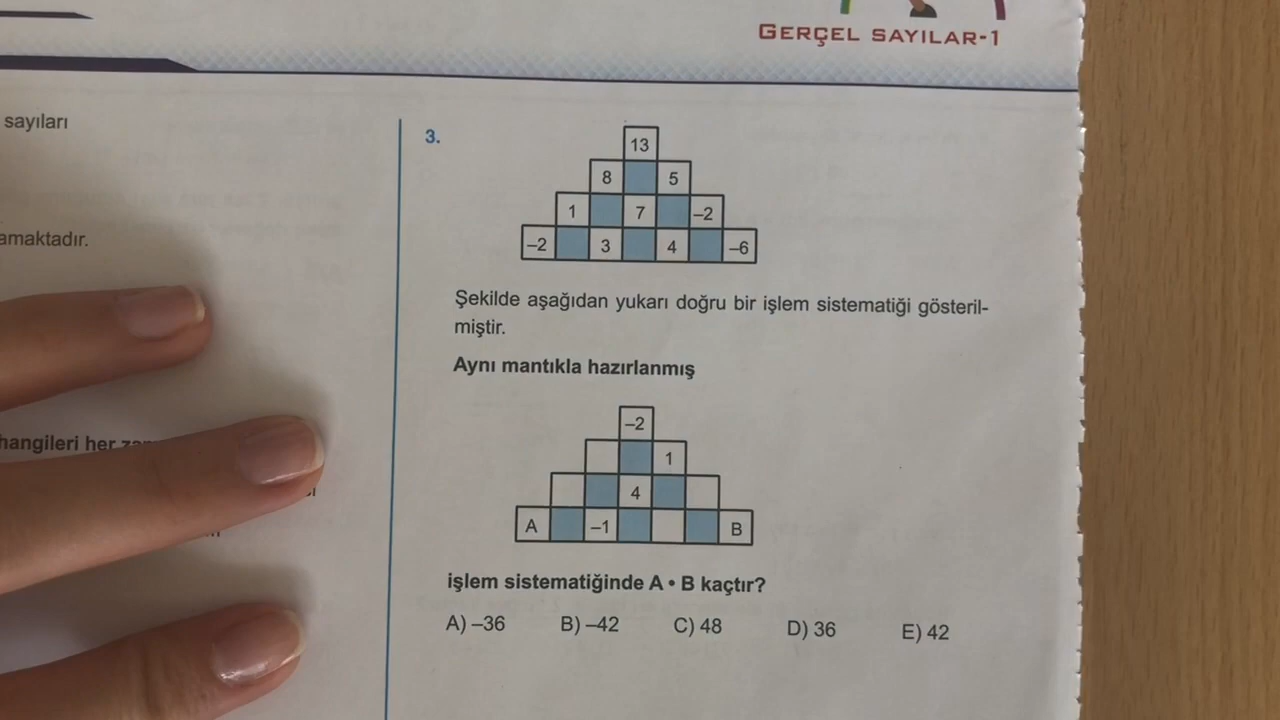 GERÇEL SAYILAR-1
sayıları
amaktadır.
hangileri her
3.
13
8 5
1 7 –2
–2 3 4 –6
Şekilde aşağıdan yukarı doğru bir işlem sistematiği gösteril-
miştir.
Aynı mantıkla hazırlanmış
–2
1
4
A –1 B
işlem sistematiğinde A • B kaçtır?
A) –36 B) –42 C) 48 D) 36 E) 42